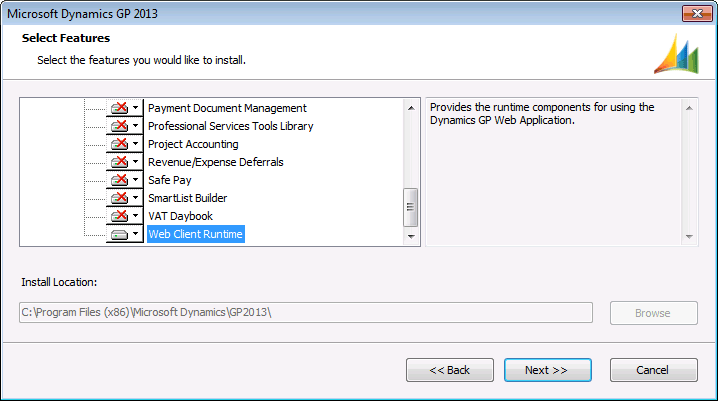 Microsoft Dynamics GP 2013
Select Features
Select the features you would like to install.
Payment Document Management
Professional Services Tools Library
Project Accounting
Revenue/Expense Deferrals
Safe Pay
SmartList Builder
VAT Daybook
Web Client Runtime
Provides the runtime components for using the
Dynamics GP Web Application.
Install Location:
C:\Program Files (x86)\Microsoft Dynamics\GP2013\
Browse
<< Back
Next >>
Cancel